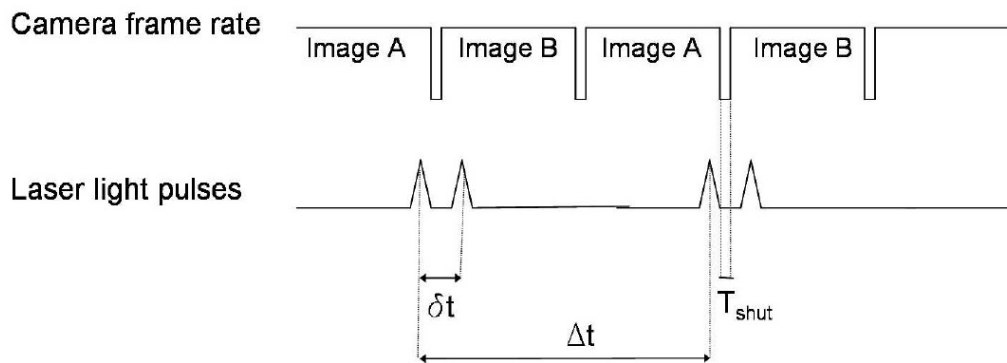 Camera frame rate
Image A Image B Image A Image B
Laser light pulses
δt
T_shut
Δt